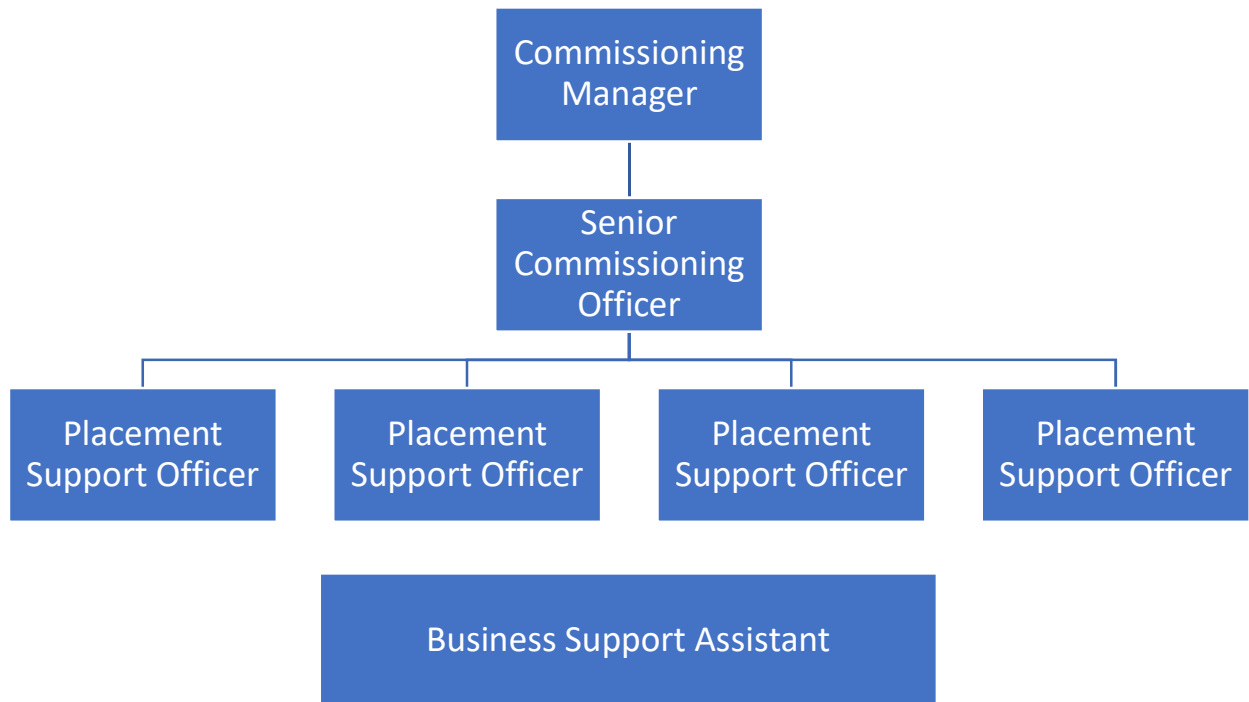 Commissioning
Manager
Senior
Commissioning
Officer
Placement
Support Officer
Placement
Support Officer
Placement
Support Officer
Placement
Support Officer
Business Support Assistant